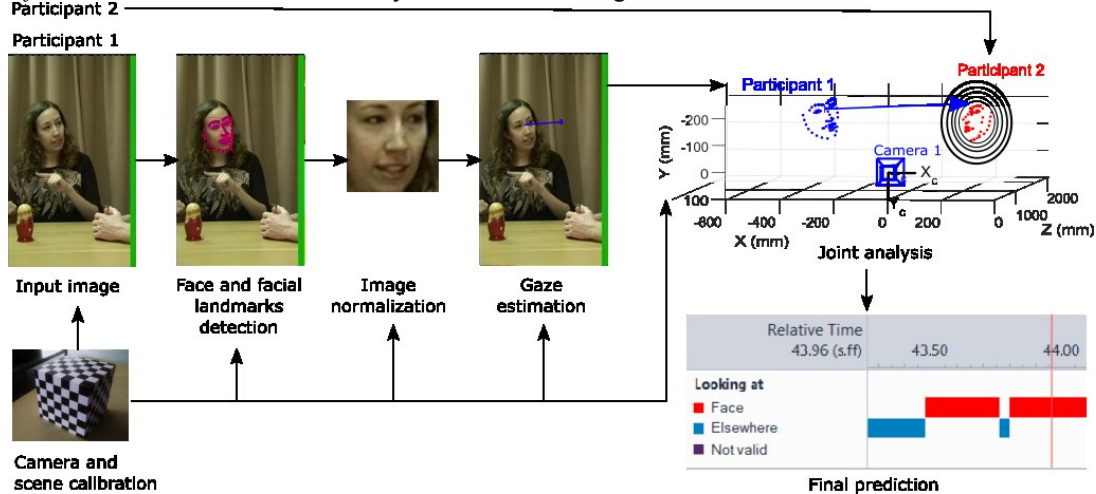 Participant 2
Participant 1
Input image
Face and facial
landmarks
detection
Image
normalization
Gaze
estimation
Camera and
scene calibration
Participant 1
Participant 2
Camera 1
X_c
Y_c
-200
-100
0
100
Y (mm)
-600
-400
-200
0
200
X (mm)
0
1000
2000
Z (mm)
Joint analysis
Relative Time
43.96 (s.ff)
43.50
44.00
Looking at
Face
Elsewhere
Not valid
Final prediction